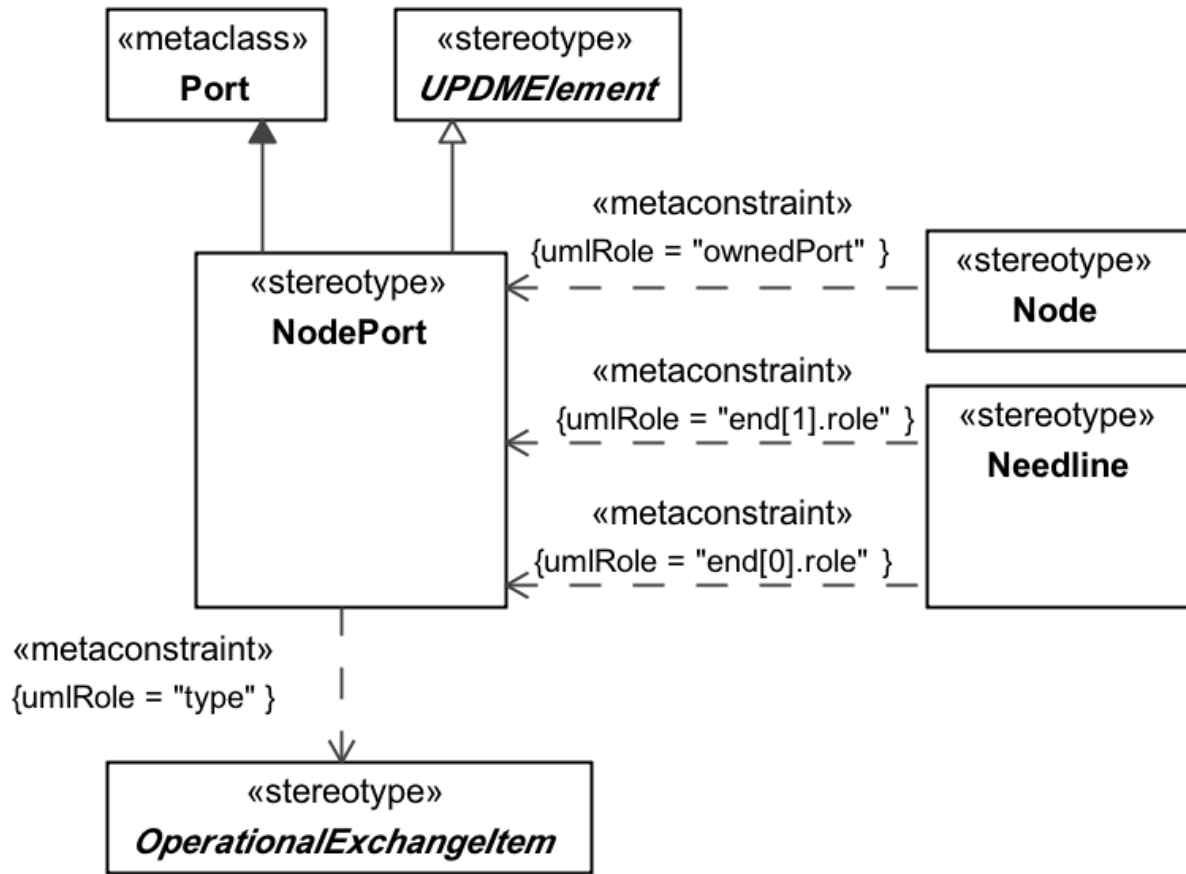 «metaclass»
Port
«stereotype»
UPDMElement
«metaconstraint»
{umlRole = "ownedPort" }
«stereotype»
Node
«stereotype»
NodePort
«metaconstraint»
{umlRole = "end[1].role" }
«stereotype»
Needline
«metaconstraint»
{umlRole = "end[0].role" }
«metaconstraint»
{umlRole = "type" }
«stereotype»
OperationalExchangeItem